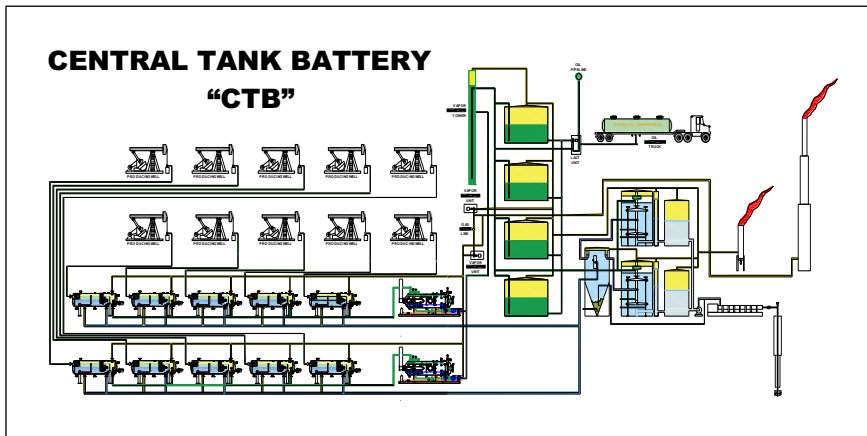 CENTRAL TANK BATTERY
“CTB”
OIL
PIPELINE
VAPOR
TOWER
LACT
UNIT
OIL
TRUCK
PRODUCING WELL
PRODUCING WELL
PRODUCING WELL
PRODUCING WELL
PRODUCING WELL
VAPOR
UNIT
GAS
LINE
VAPOR
UNIT
PRODUCING WELL
PRODUCING WELL
PRODUCING WELL
PRODUCING WELL
PRODUCING WELL